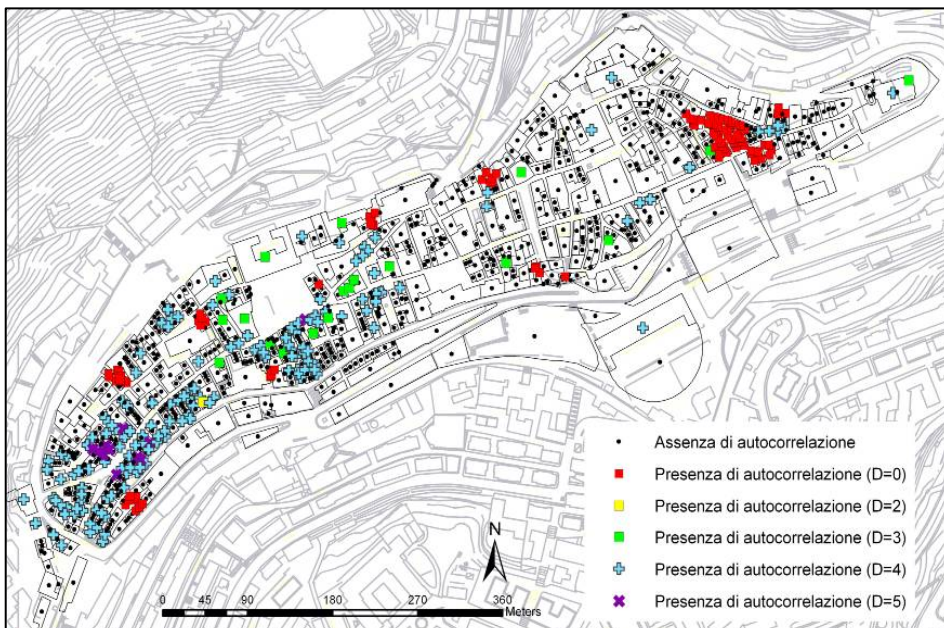 Assenza di autocorrelazione
Presenza di autocorrelazione (D=0)
Presenza di autocorrelazione (D=2)
Presenza di autocorrelazione (D=3)
Presenza di autocorrelazione (D=4)
Presenza di autocorrelazione (D=5)
N
0 45 90 180 270 360
Meters